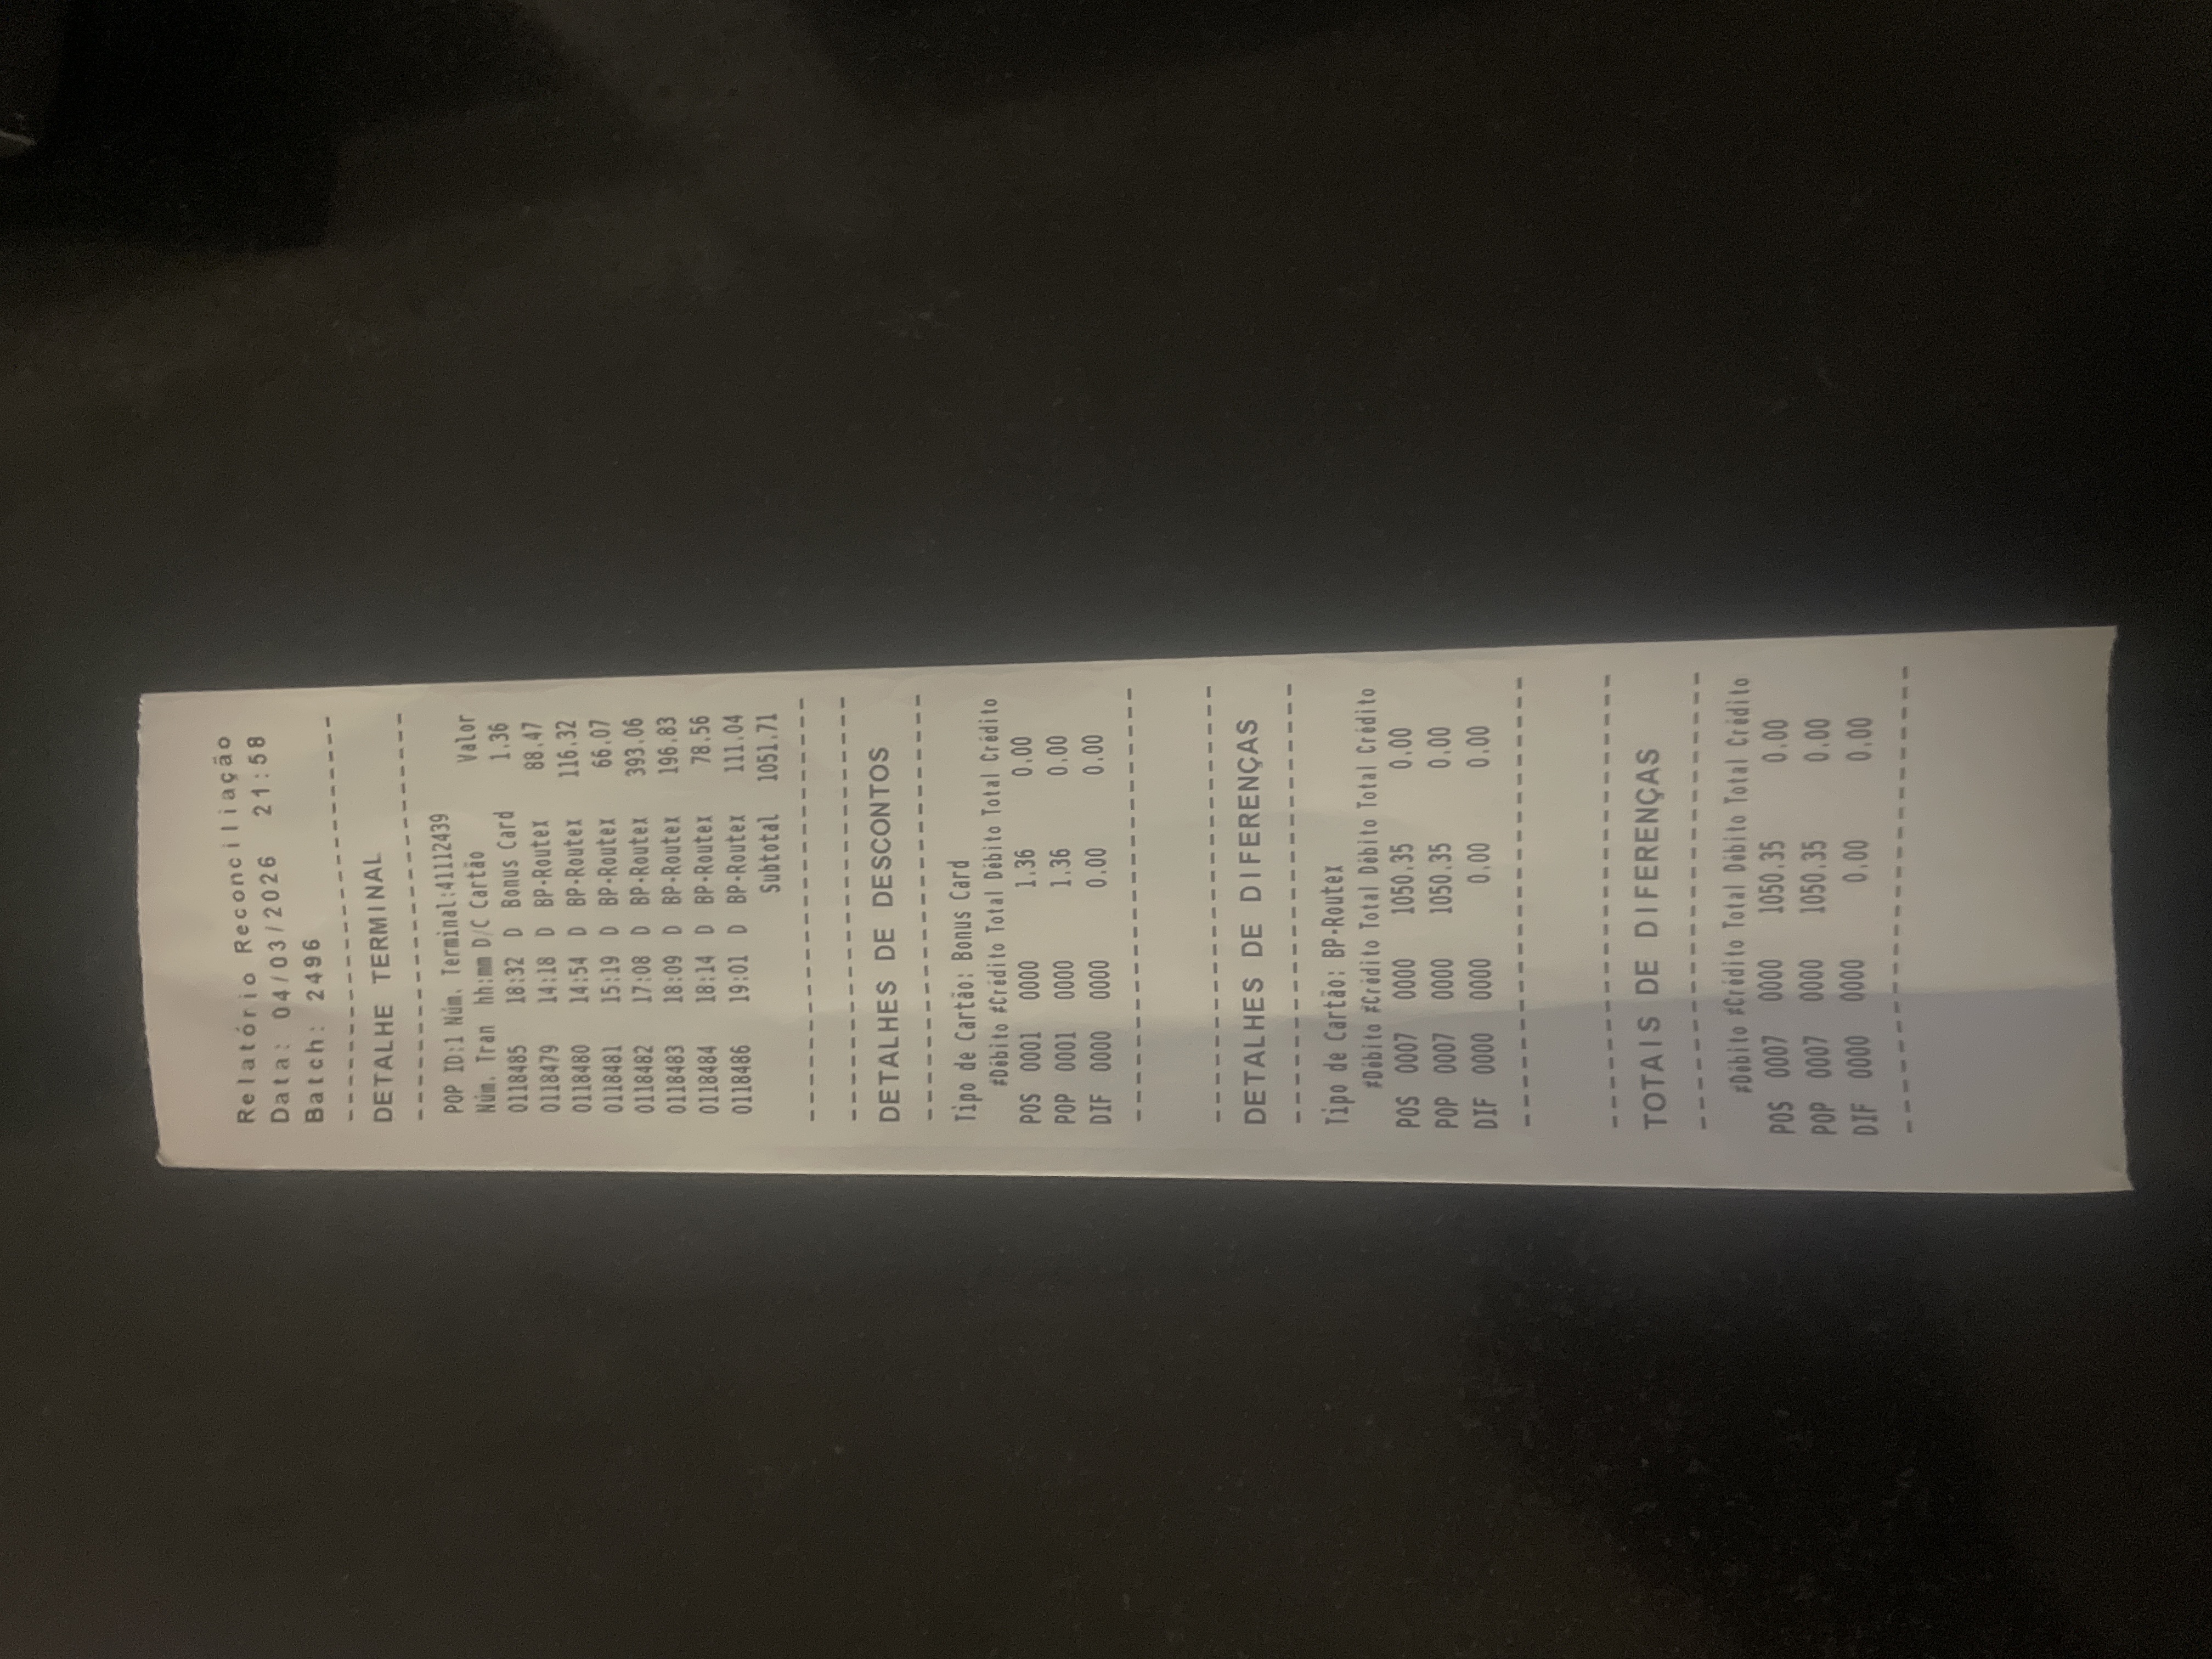 Relatório Reconciliação
Data: 04/03/2026 21:58
Batch: 2496
--------------------------
DETALHE TERMINAL
--------------------------
POP ID:1 Núm. Terminal:41112439
Núm. Tran hh:mm D/C Cartão Valor
0118485 18:32 D Bonus Card 1.36
0118479 14:18 D BP-Routex 88.47
0118480 14:54 D BP-Routex 116.32
0118481 15:19 D BP-Routex 66.07
0118482 17:08 D BP-Routex 393.06
0118483 18:09 D BP-Routex 196.83
0118484 18:14 D BP-Routex 78.56
0118486 19:01 D BP-Routex 111.04
Subtotal 1051.71
--------------------------
--------------------------
DETALHES DE DESCONTOS
--------------------------
Tipo de Cartão: Bonus Card
#Débito #Crédito Total Débito Total Crédito
POS 0001 0000 1.36 0.00
POP 0001 0000 1.36 0.00
DIF 0000 0000 0.00 0.00
--------------------------
--------------------------
DETALHES DE DIFERENÇAS
--------------------------
Tipo de Cartão: BP-Routex
#Débito #Crédito Total Débito Total Crédito
POS 0007 0000 1050.35 0.00
POP 0007 0000 1050.35 0.00
DIF 0000 0000 0.00 0.00
--------------------------
--------------------------
TOTAIS DE DIFERENÇAS
--------------------------
#Débito #Crédito Total Débito Total Crédito
POS 0007 0000 1050.35 0.00
POP 0007 0000 1050.35 0.00
DIF 0000 0000 0.00 0.00
--------------------------